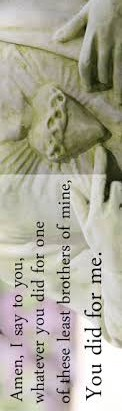 Amen, I say to you,
whatever you did for one
of these least brothers of mine,
You did for me.